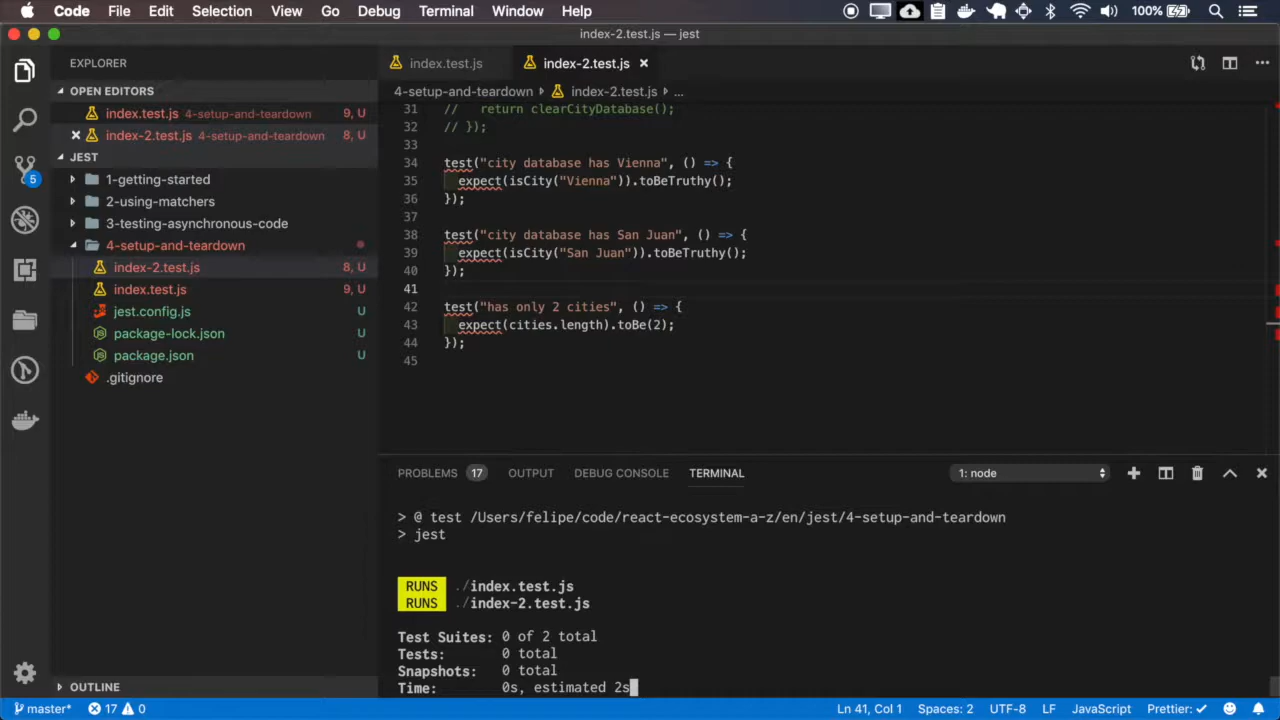 Code File Edit Selection View Go Debug Terminal Window Help 100%
index-2.test.js — jest
EXPLORER
OPEN EDITORS
index.test.js 4-setup-and-teardown 9, U
index-2.test.js 4-setup-and-teardown 8, U
JEST
1-getting-started
2-using-matchers
3-testing-asynchronous-code
4-setup-and-teardown
index-2.test.js 8, U
index.test.js 9, U
jest.config.js U
package-lock.json U
package.json U
.gitignore
OUTLINE
5
index.test.js index-2.test.js
4-setup-and-teardown index-2.test.js ...
31 //   return clearCityDatabase();
32 // });
33
34 test("city database has Vienna", () => {
35   expect(isCity("Vienna")).toBeTruthy();
36 });
37
38 test("city database has San Juan", () => {
39   expect(isCity("San Juan")).toBeTruthy();
40 });
41
42 test("has only 2 cities", () => {
43   expect(cities.length).toBe(2);
44 });
45
PROBLEMS 17 OUTPUT DEBUG CONSOLE TERMINAL 1: node
> @ test /Users/felipe/code/react-ecosystem-a-z/en/jest/4-setup-and-teardown
> jest
RUNS ./index.test.js
RUNS ./index-2.test.js
Test Suites: 0 of 2 total
Tests: 0 total
Snapshots: 0 total
Time: 0s, estimated 2s
master* 17 0 Ln 41, Col 1 Spaces: 2 UTF-8 LF JavaScript Prettier: ✓